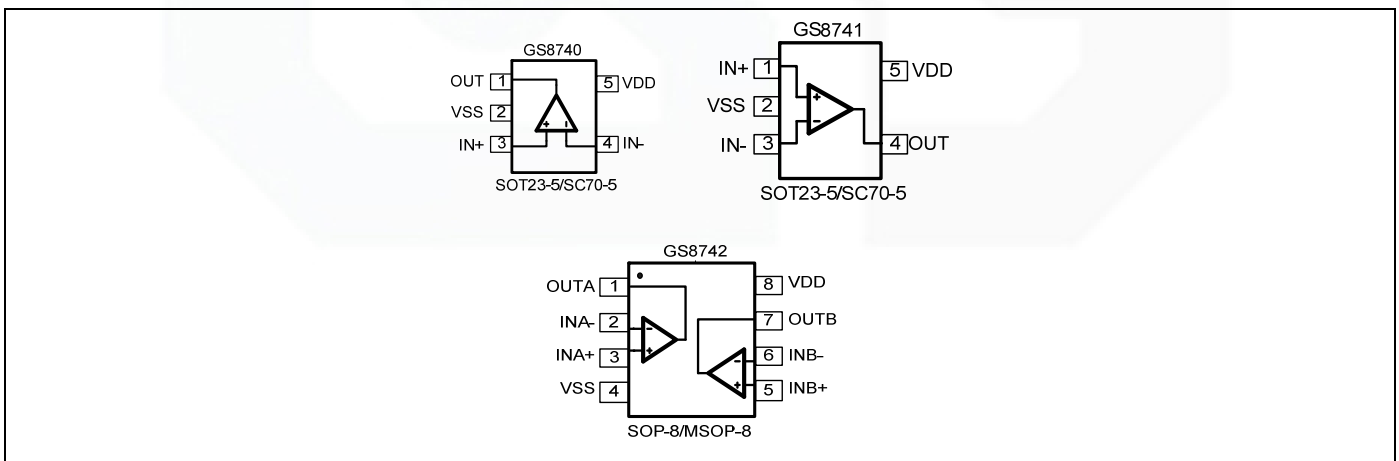 GS8740
OUT 1 5 VDD
VSS 2
IN+ 3 4 IN-
+ -
SOT23-5/SC70-5
GS8741
IN+ 1 5 VDD
+
VSS 2
-
IN- 3 4 OUT
SOT23-5/SC70-5
GS8742
OUTA 1 8 VDD
INA- 2 - 7 OUTB
INA+ 3 + - 6 INB-
VSS 4 + 5 INB+
SOP-8/MSOP-8